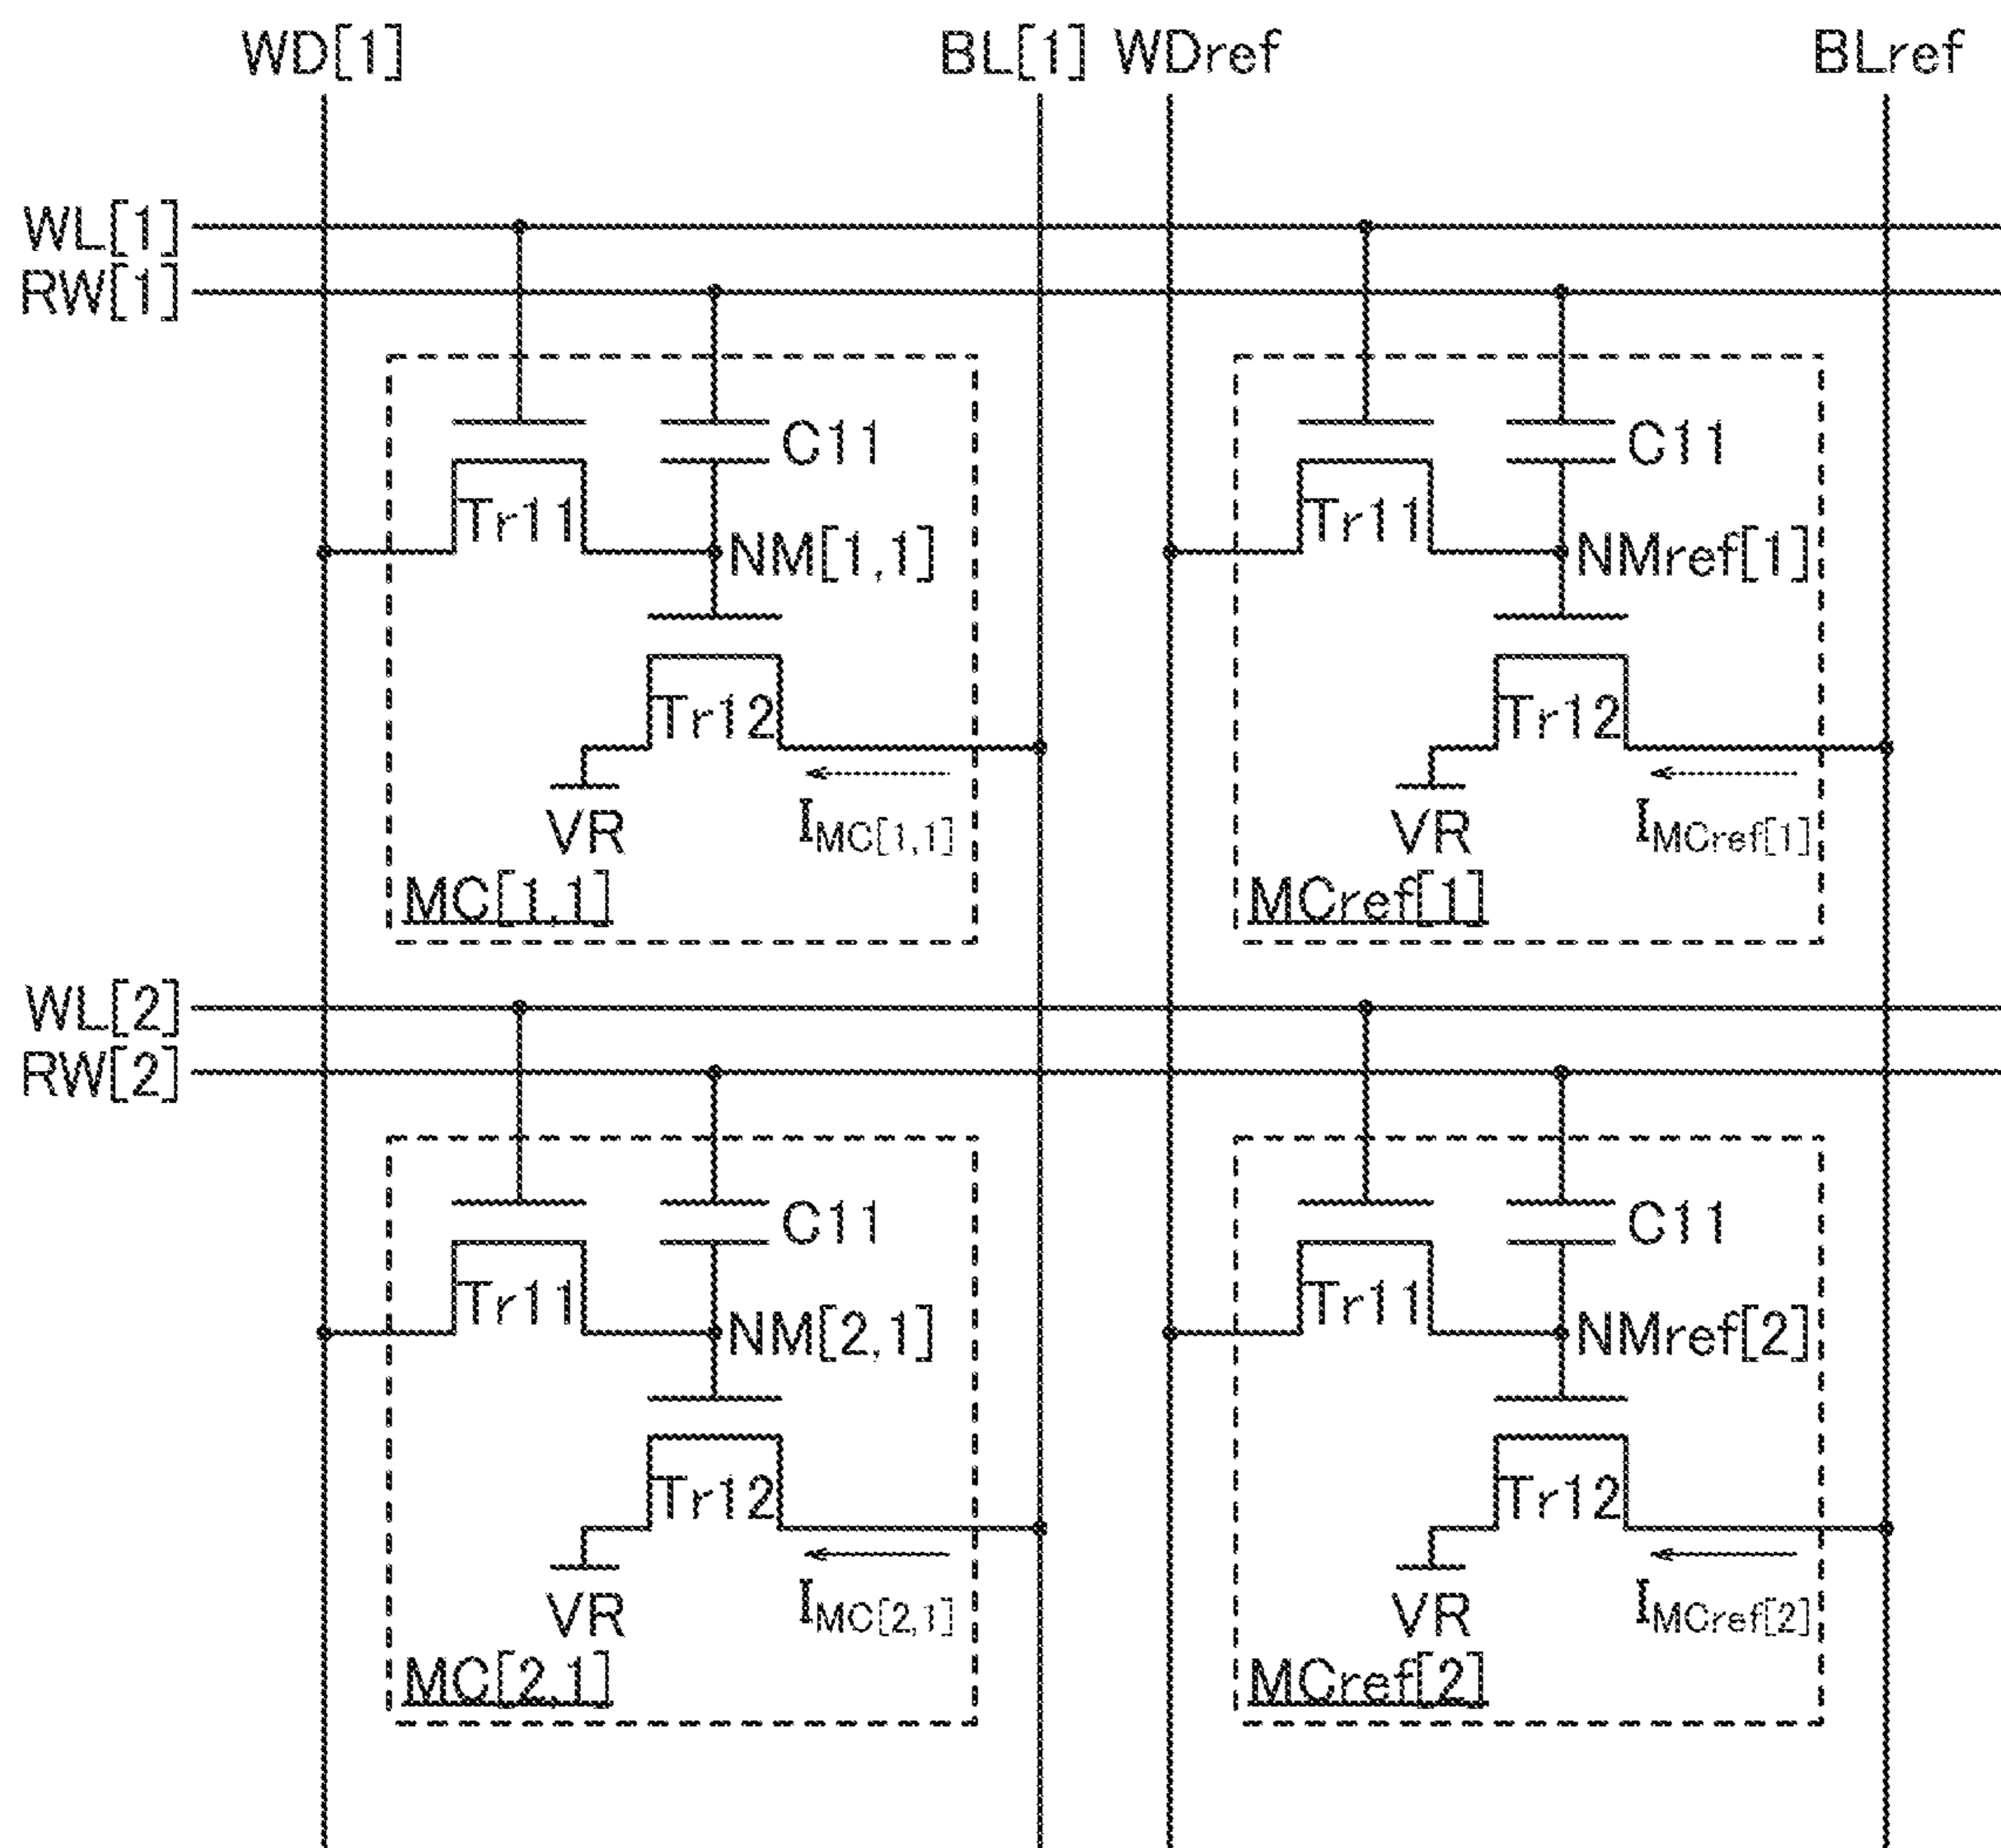 WD[1] BL[1] WDref BLref
WL[1]
RW[1]
C11 C11
Tr11 Tr11
NM[1,1] NMref[1]
Tr12 Tr12
VR IMC[1,1] VR IMCref[1]
MC[1,1] MCref[1]
WL[2]
RW[2]
C11 C11
Tr11 Tr11
NM[2,1] NMref[2]
Tr12 Tr12
VR IMC[2,1] VR IMCref[2]
MC[2,1] MCref[2]